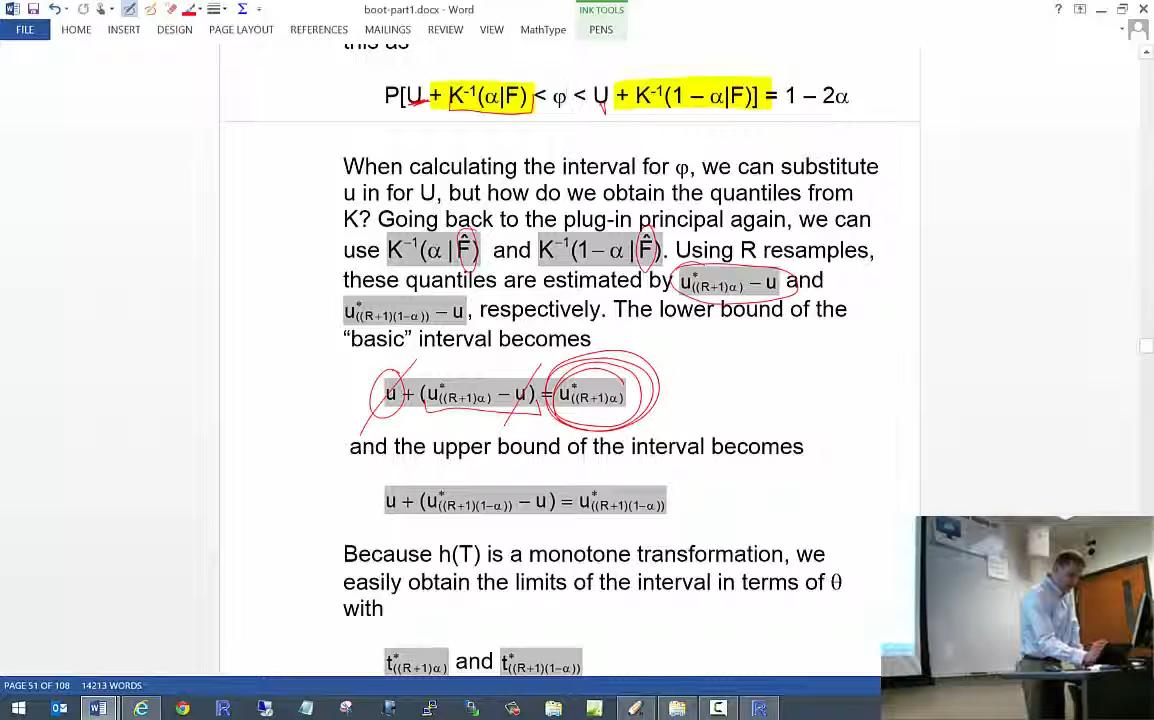 boot-part1.docx - Word
INK TOOLS
FILE HOME INSERT DESIGN PAGE LAYOUT REFERENCES MAILINGS REVIEW VIEW MathType PENS
this as
P[U + K⁻¹(α|F) < φ < U + K⁻¹(1 – α|F)] = 1 – 2α
When calculating the interval for φ, we can substitute
u in for U, but how do we obtain the quantiles from
K? Going back to the plug-in principal again, we can
use K⁻¹(α | F̂) and K⁻¹(1 − α | F̂). Using R resamples,
these quantiles are estimated by u*((R+1)α) − u and
u*((R+1)(1−α)) − u, respectively. The lower bound of the
“basic” interval becomes
u + (u*((R+1)α) − u) = u*((R+1)α)
and the upper bound of the interval becomes
u + (u*((R+1)(1−α)) − u) = u*((R+1)(1−α))
Because h(T) is a monotone transformation, we
easily obtain the limits of the interval in terms of θ
with
t*((R+1)α) and t*((R+1)(1−α))
PAGE 51 OF 108 14213 WORDS